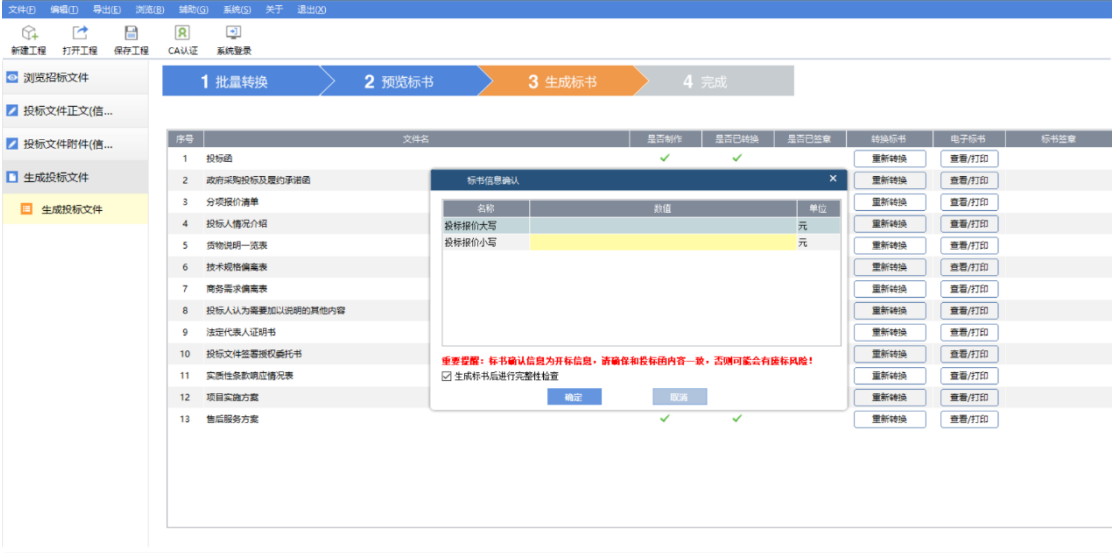 文件(F) 编辑(T) 导出(E) 浏览(B) 辅助(G) 系统(S) 关于 退出(X)
新建工程 打开工程 保存工程 CA认证 系统登录
浏览招标文件
投标文件正文(信...
投标文件附件(信...
生成投标文件
生成投标文件
1 批量转换 2 预览标书 3 生成标书 4 完成
序号 文件名 是否制作 是否已转换 是否已签章 转换标书 电子标书 标书签章
1 投标函 重新转换 查看/打印
2 政府采购投标及履约承诺函 重新转换 查看/打印
3 分项报价清单 重新转换 查看/打印
4 投标人情况介绍 重新转换 查看/打印
5 货物说明一览表 重新转换 查看/打印
6 技术规格偏离表 重新转换 查看/打印
7 商务需求偏离表 重新转换 查看/打印
8 投标人认为需要加以说明的其他内容 重新转换 查看/打印
9 法定代表人证明书 重新转换 查看/打印
10 投标文件签署授权委托书 重新转换 查看/打印
11 实质性条款响应情况表 重新转换 查看/打印
12 项目实施方案 重新转换 查看/打印
13 售后服务方案 重新转换 查看/打印
标书信息确认
名称 数值 单位
投标报价大写 元
投标报价小写 元
重要提醒：标书确认信息为开标信息，请确保和投标函内容一致，否则可能会有废标风险！
生成标书后进行完整性检查
确定 取消